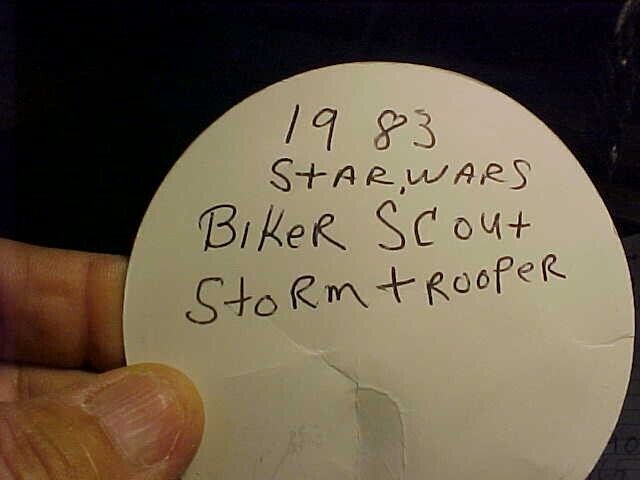 19 83
StAR WARS
BiKeR SCout
StoRm tROOPeR